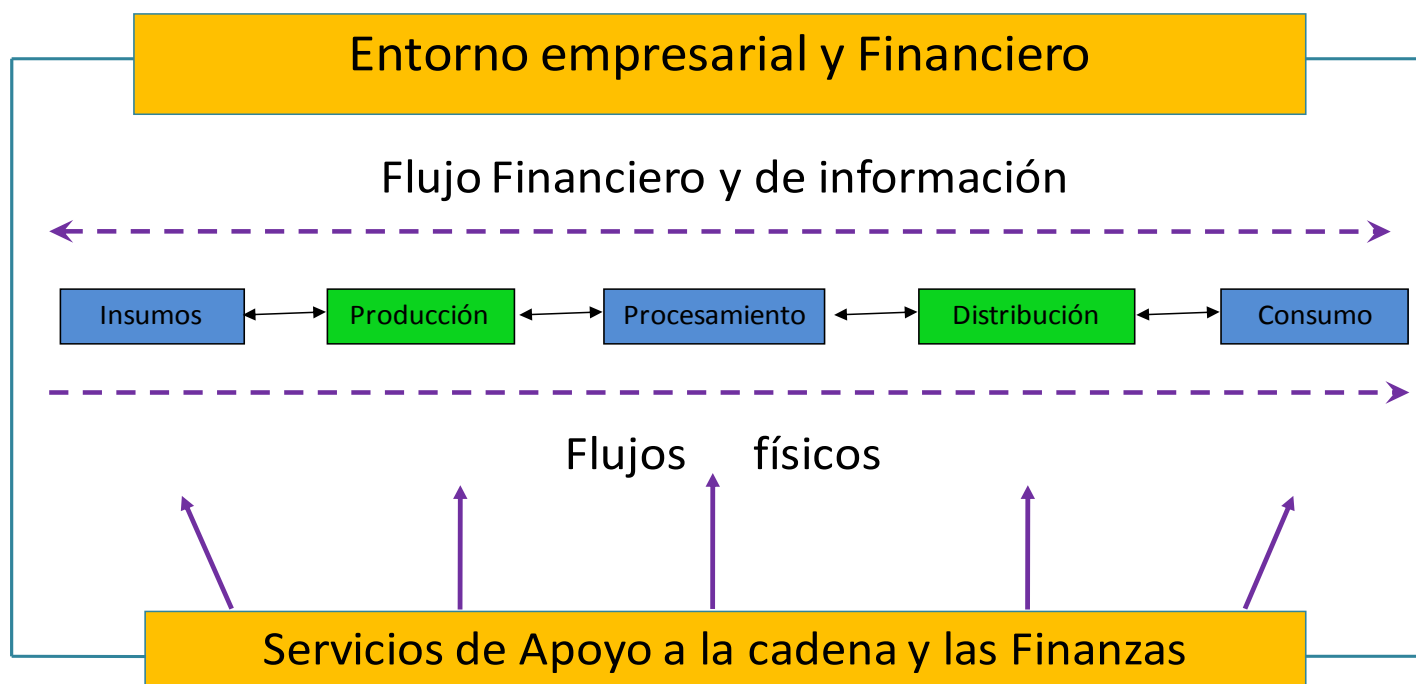 Entorno empresarial y Financiero
Flujo Financiero y de información
Insumos
Producción
Procesamiento
Distribución
Consumo
Flujos físicos
Servicios de Apoyo a la cadena y las Finanzas